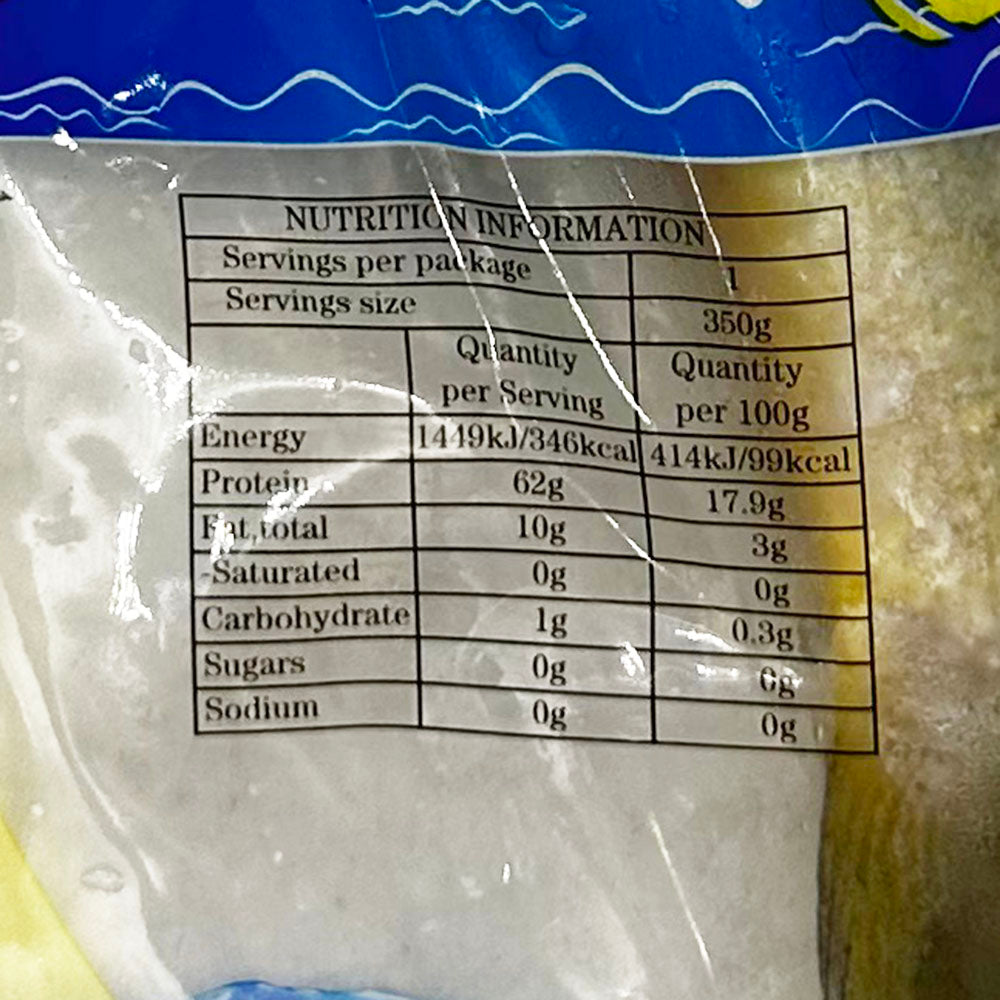 NUTRITION INFORMATION
Servings per package 1
Servings size 350g
Quantity per Serving Quantity per 100g
Energy 1449kJ/346kcal 414kJ/99kcal
Protein 62g 17.9g
Fat, total 10g 3g
-Saturated 0g 0g
Carbohydrate 1g 0.3g
Sugars 0g 0g
Sodium 0g 0g